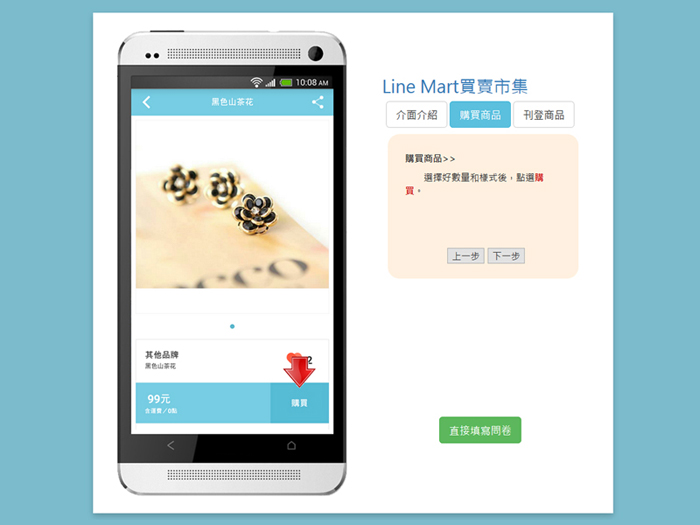 10:08 AM
黑色山茶花
其他品牌
黑色山茶花
2
99元
含運費／0點
購買
Line Mart買賣市集
介面介紹
購買商品
刊登商品
購買商品>>
選擇好數量和樣式後，點選購
買。
上一步
下一步
直接填寫問卷